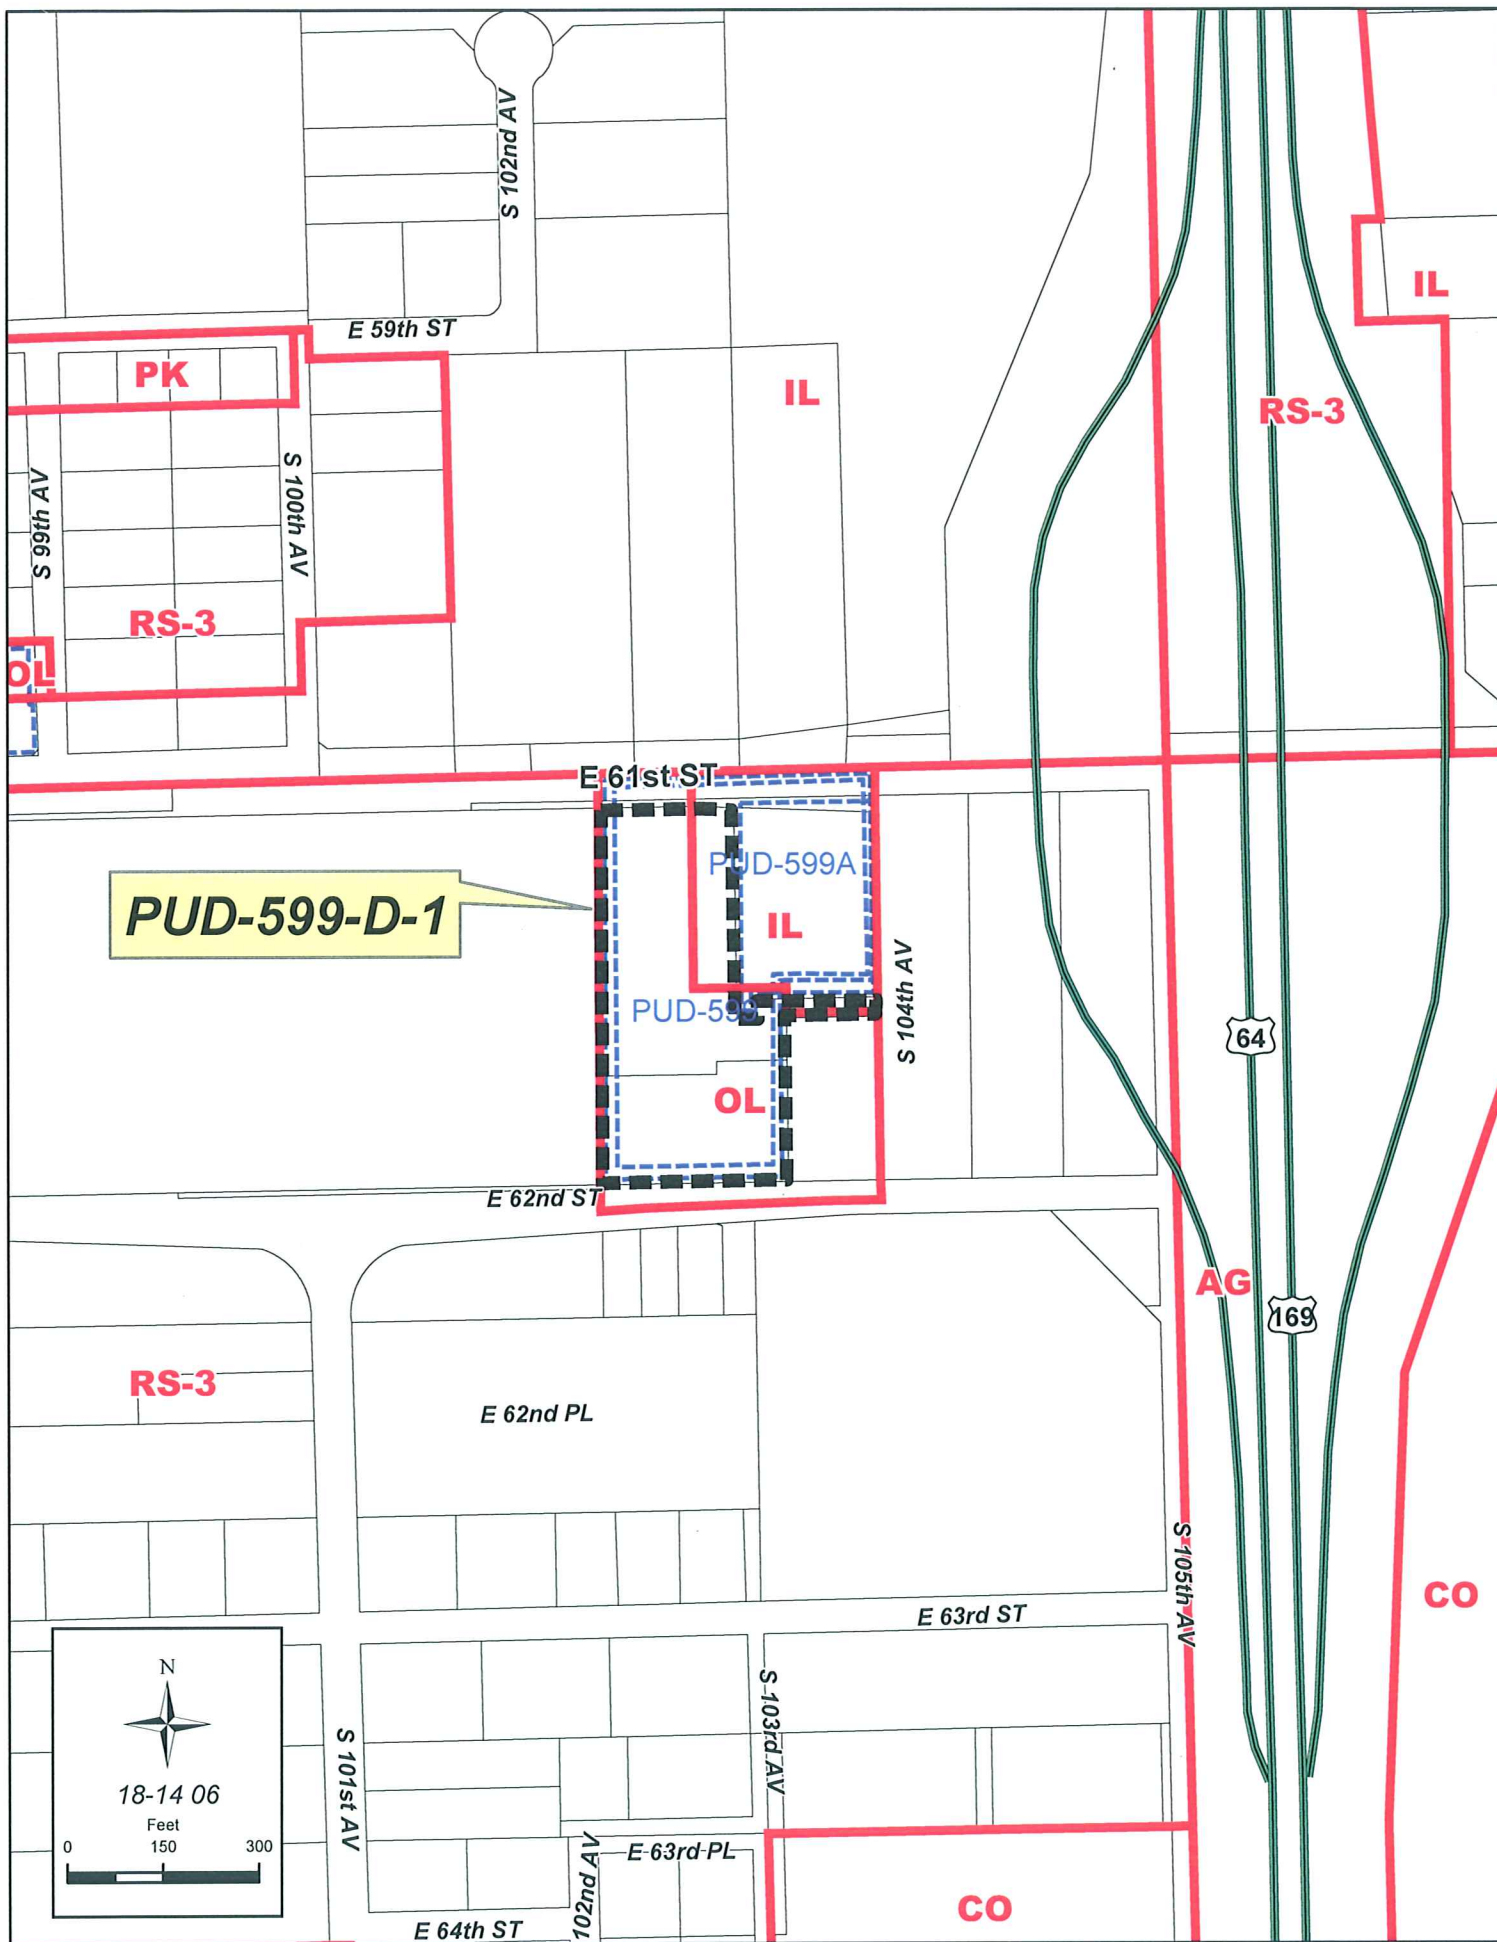 S 102nd AV
IL
E 59th ST
PK
IL
RS-3
S 99th AV
S 100th AV
RS-3
OL
E 61st ST
PUD-599A
PUD-599-D-1
IL
S 104th AV
PUD-599
64
OL
E 62nd ST
AG
169
RS-3
E 62nd PL
S 105th AV
CO
E 63rd ST
N
S 103rd AV
S 101st AV
18-14 06
Feet
0 150 300
102nd AV
E 63rd PL
CO
E 64th ST